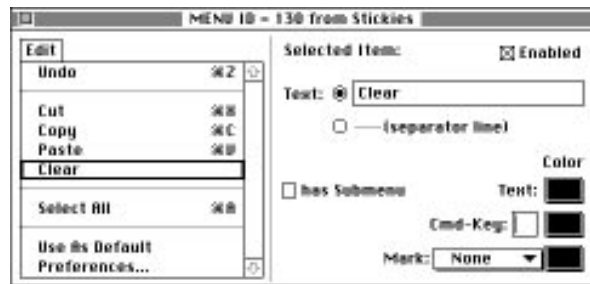 MENU ID = 130 from Stickies
Edit
Undo ⌘Z
Cut ⌘X
Copy ⌘C
Paste ⌘V
Clear
Select All ⌘A
Use As Default
Preferences...
Selected Item:
Enabled
Text:
Clear
(separator line)
Color
has Submenu
Text:
Cmd-Key:
Mark: None